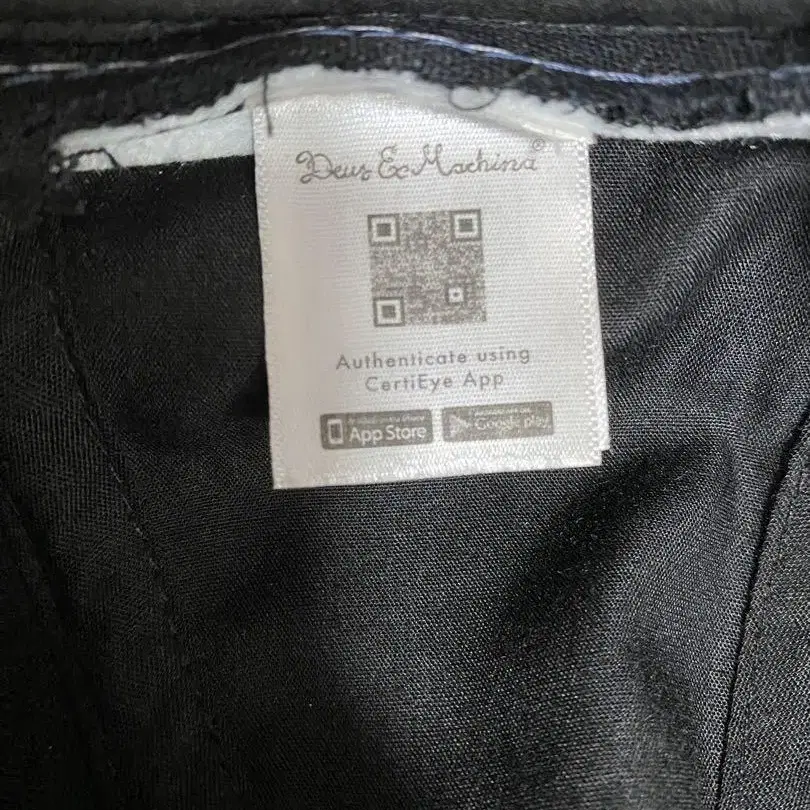 Deus Ex Machina®
Authenticate using
CertiEye App
App Store
Google play